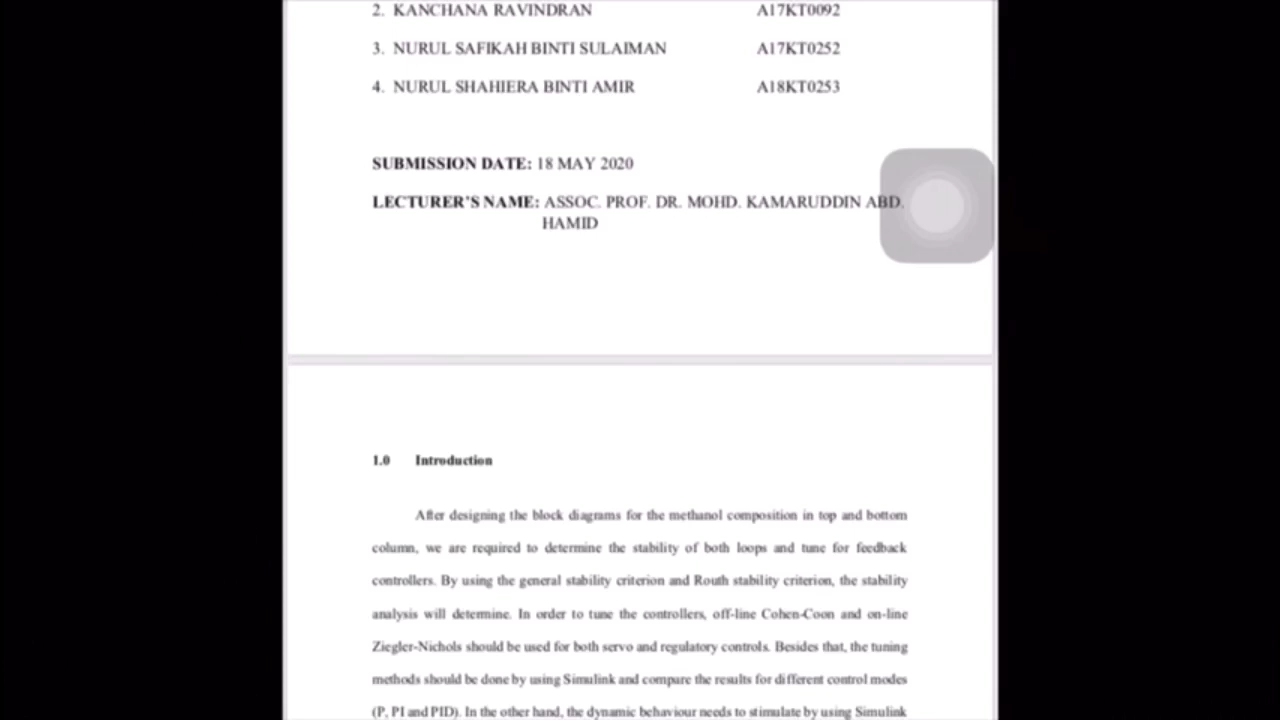 2. KANCHANA RAVINDRAN A17KT0092
3. NURUL SAFIKAH BINTI SULAIMAN A17KT0252
4. NURUL SHAHIERA BINTI AMIR A18KT0253
SUBMISSION DATE: 18 MAY 2020
LECTURER'S NAME: ASSOC. PROF. DR. MOHD. KAMARUDDIN ABD.
HAMID
1.0 Introduction
After designing the block diagrams for the methanol composition in top and bottom
column, we are required to determine the stability of both loops and tune for feedback
controllers. By using the general stability criterion and Routh stability criterion, the stability
analysis will determine. In order to tune the controllers, off-line Cohen-Coon and on-line
Ziegler-Nichols should be used for both servo and regulatory controls. Besides that, the tuning
methods should be done by using Simulink and compare the results for different control modes
(P, PI and PID). In the other hand, the dynamic behaviour needs to stimulate by using Simulink